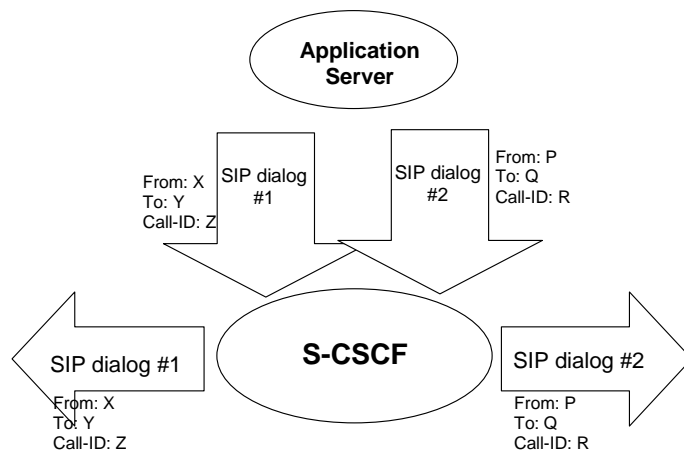 Application
Server
SIP dialog
#1
From: X
To: Y
Call-ID: Z
SIP dialog
#2
From: P
To: Q
Call-ID: R
S-CSCF
SIP dialog #1
From: X
To: Y
Call-ID: Z
SIP dialog #2
From: P
To: Q
Call-ID: R